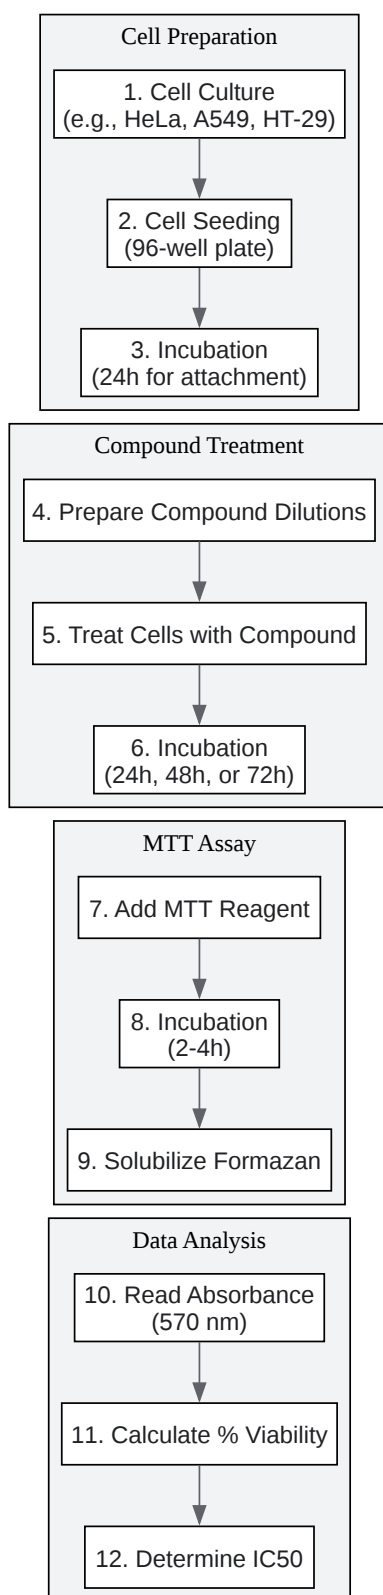 Cell Preparation
1. Cell Culture
(e.g., HeLa, A549, HT-29)
2. Cell Seeding
(96-well plate)
3. Incubation
(24h for attachment)
Compound Treatment
4. Prepare Compound Dilutions
5. Treat Cells with Compound
6. Incubation
(24h, 48h, or 72h)
MTT Assay
7. Add MTT Reagent
8. Incubation
(2-4h)
9. Solubilize Formazan
Data Analysis
10. Read Absorbance
(570 nm)
11. Calculate % Viability
12. Determine IC50